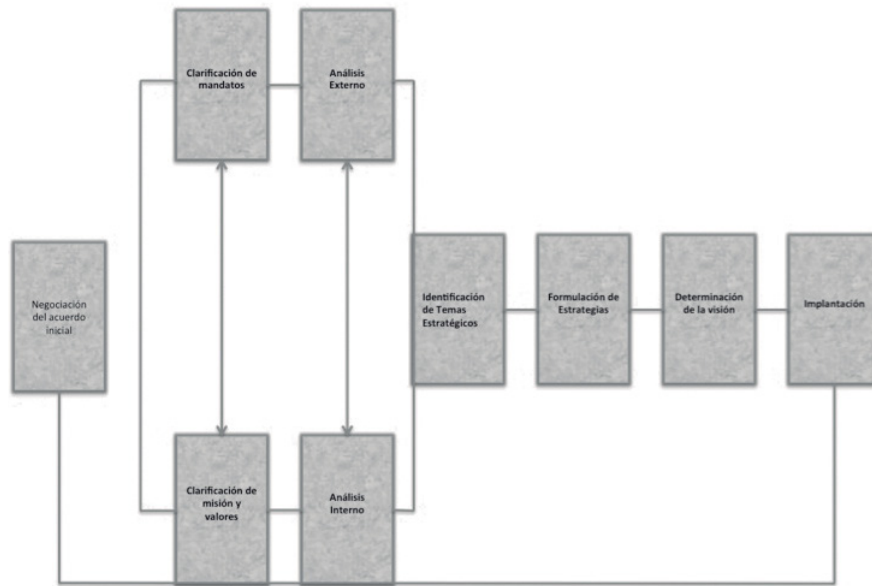 Clarificación de
mandatos
Análisis
Externo
Negociación
del acuerdo
inicial
Identificación
de Temas
Estratégicos
Formulación de
Estrategias
Determinación
de la visión
Implantación
Clarificación de
misión y
valores
Análisis
Interno